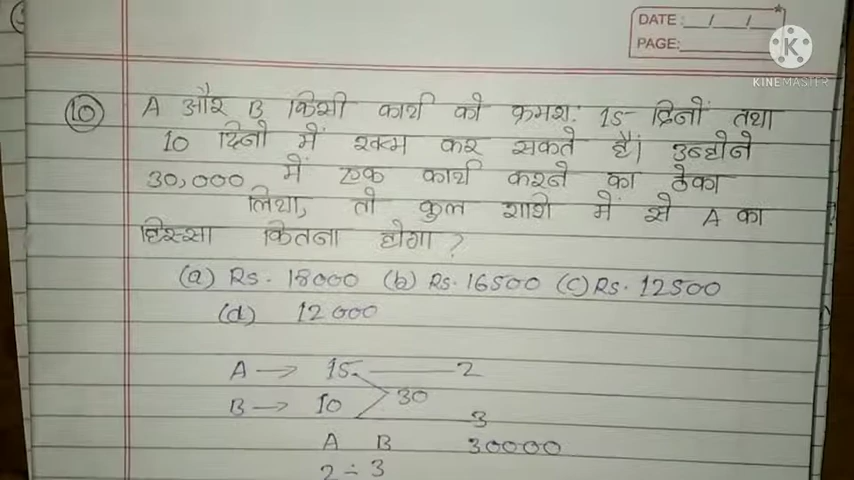 DATE: / /
PAGE:
K
KINEMASTER
10 A और B किसी कार्य को क्रमश: 15 दिनों तथा
10 दिनो में खत्म कर सकते हैं। उन्होने
30,000 में एक कार्य करने का ठेका
लिया, तो कुल राशि में से A का
हिस्सा कितना होगा ?
(a) Rs. 18000 (b) Rs. 16500 (c) Rs. 12500
(d) 12000
A → 15 2
30
B → 10 3
A B 30000
2 ÷ 3